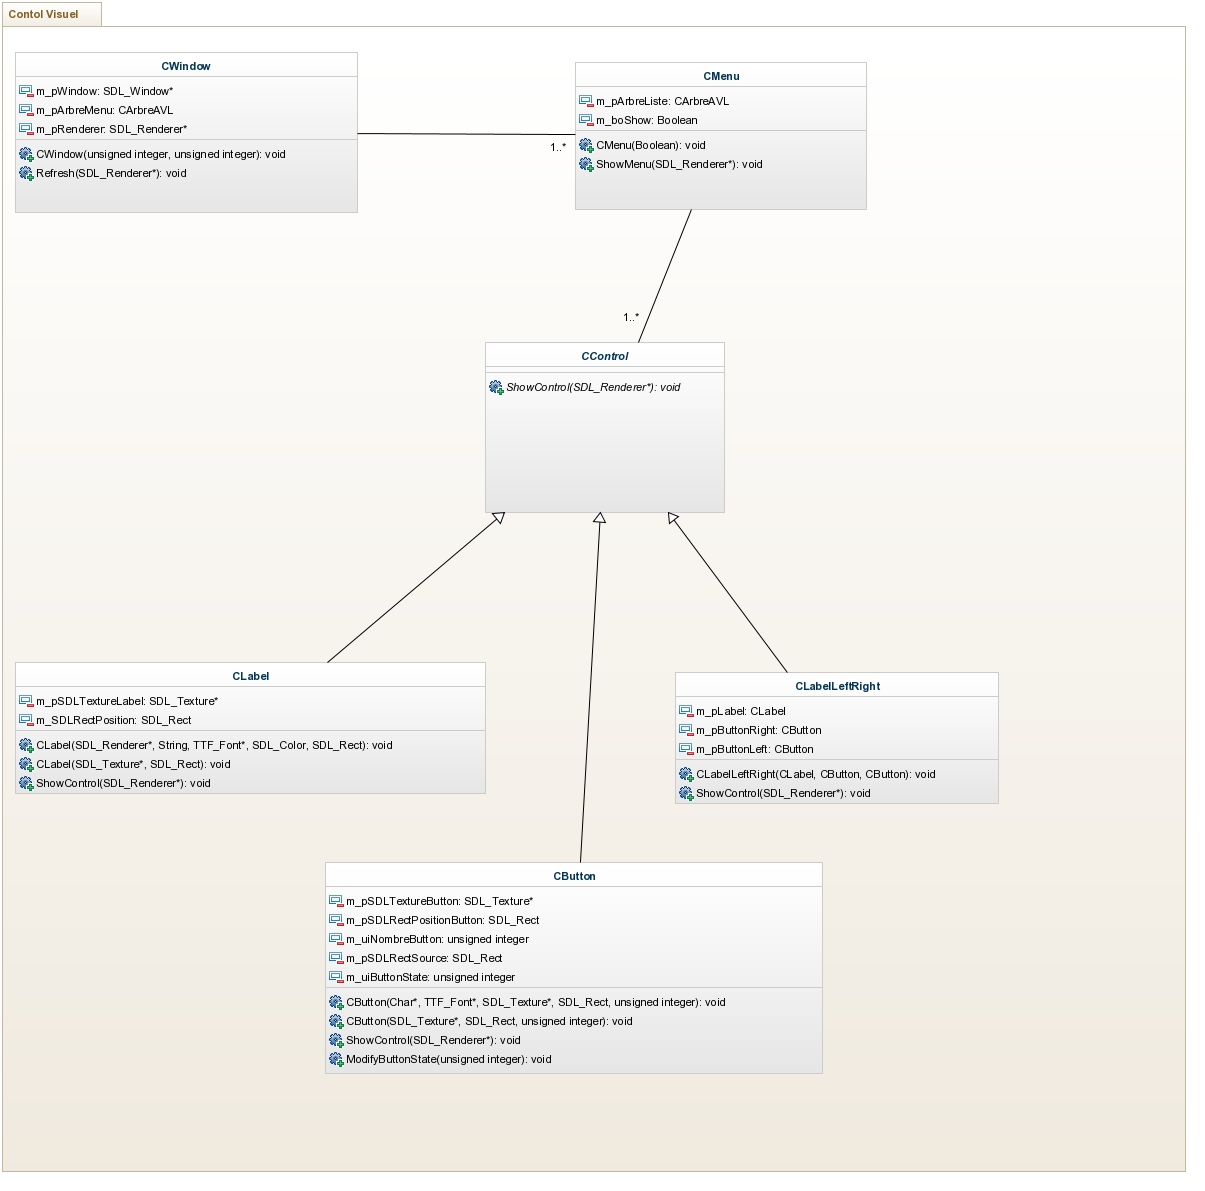 Contol Visuel
CWindow
m_pWindow: SDL_Window*
m_pArbreMenu: CArbreAVL
m_pRenderer: SDL_Renderer*
CWindow(unsigned integer, unsigned integer): void
Refresh(SDL_Renderer*): void
1..*
CMenu
m_pArbreListe: CArbreAVL
m_boShow: Boolean
CMenu(Boolean): void
ShowMenu(SDL_Renderer*): void
1..*
CControl
ShowControl(SDL_Renderer*): void
CLabel
m_pSDLTextureLabel: SDL_Texture*
m_SDLRectPosition: SDL_Rect
CLabel(SDL_Renderer*, String, TTF_Font*, SDL_Color, SDL_Rect): void
CLabel(SDL_Texture*, SDL_Rect): void
ShowControl(SDL_Renderer*): void
CLabelLeftRight
m_pLabel: CLabel
m_pButtonRight: CButton
m_pButtonLeft: CButton
CLabelLeftRight(CLabel, CButton, CButton): void
ShowControl(SDL_Renderer*): void
CButton
m_pSDLTextureButton: SDL_Texture*
m_pSDLRectPositionButton: SDL_Rect
m_uiNombreButton: unsigned integer
m_pSDLRectSource: SDL_Rect
m_uiButtonState: unsigned integer
CButton(Char*, TTF_Font*, SDL_Texture*, SDL_Rect, unsigned integer): void
CButton(SDL_Texture*, SDL_Rect, unsigned integer): void
ShowControl(SDL_Renderer*): void
ModifyButtonState(unsigned integer): void